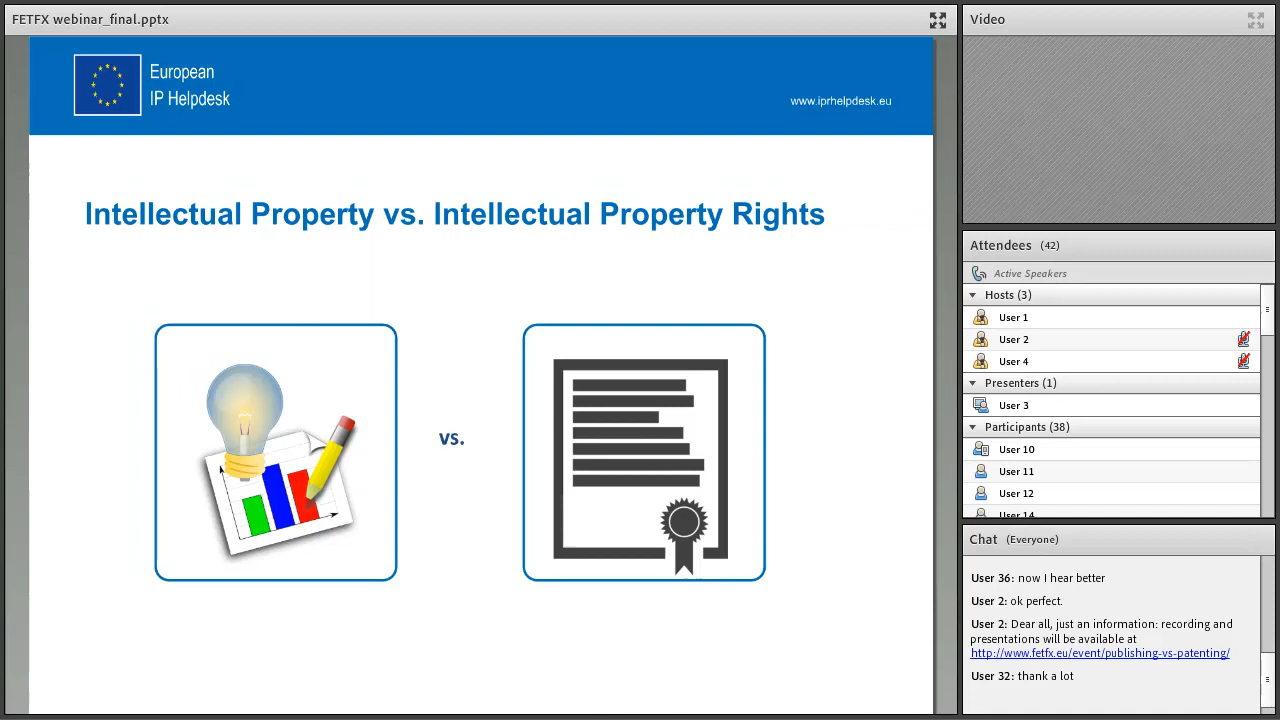 FETFX webinar_final.pptx
European
IP Helpdesk
www.iprhelpdesk.eu
Intellectual Property vs. Intellectual Property Rights
vs.
Video
Attendees (42)
Active Speakers
Hosts (3)
User 1
User 2
User 4
Presenters (1)
User 3
Participants (38)
User 10
User 11
User 12
User 14
Chat (Everyone)
User 36: now I hear better
User 2: ok perfect.
User 2: Dear all, just an information: recording and
presentations will be available at
http://www.fetfx.eu/event/publishing-vs-patenting/
User 32: thank a lot